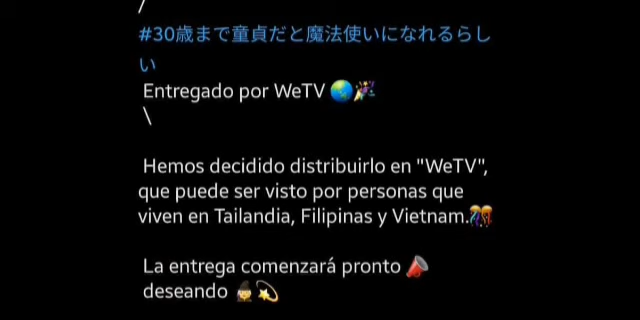 /
#30歳まで童貞だと魔法使いになれるらし
い
Entregado por WeTV 🌏🎉
\
Hemos decidido distribuirlo en "WeTV",
que puede ser visto por personas que
viven en Tailandia, Filipinas y Vietnam.🎊
La entrega comenzará pronto 📣
deseando 🧙💫